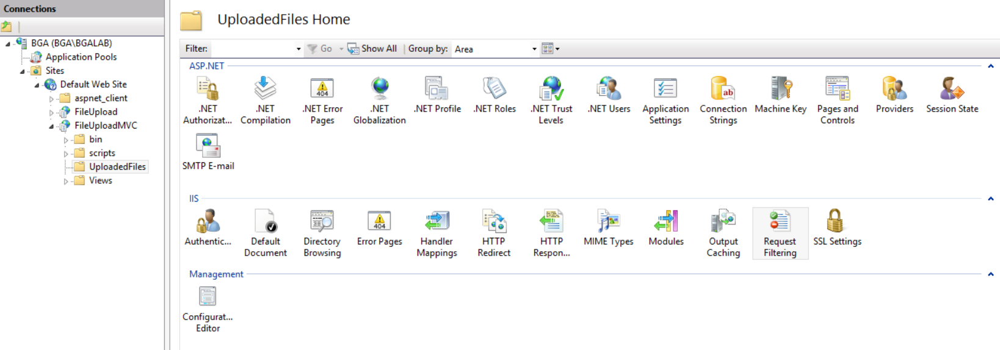 Connections
BGA (BGA\BGALAB)
Application Pools
Sites
Default Web Site
aspnet_client
FileUpload
FileUploadMVC
bin
scripts
UploadedFiles
Views
UploadedFiles Home
Filter: Go Show All Group by: Area
ASP.NET
.NET Authorizat...
.NET Compilation
404
.NET Error Pages
.NET Globalization
.NET Profile
.NET Roles
.NET Trust Levels
.NET Users
Application Settings
ab
Connection Strings
Machine Key
Pages and Controls
Providers
Session State
SMTP E-mail
IIS
Authentic...
Default Document
Directory Browsing
404
Error Pages
Handler Mappings
HTTP Redirect
HTTP Respon...
MIME Types
Modules
Output Caching
Request Filtering
SSL Settings
Management
Configurat... Editor